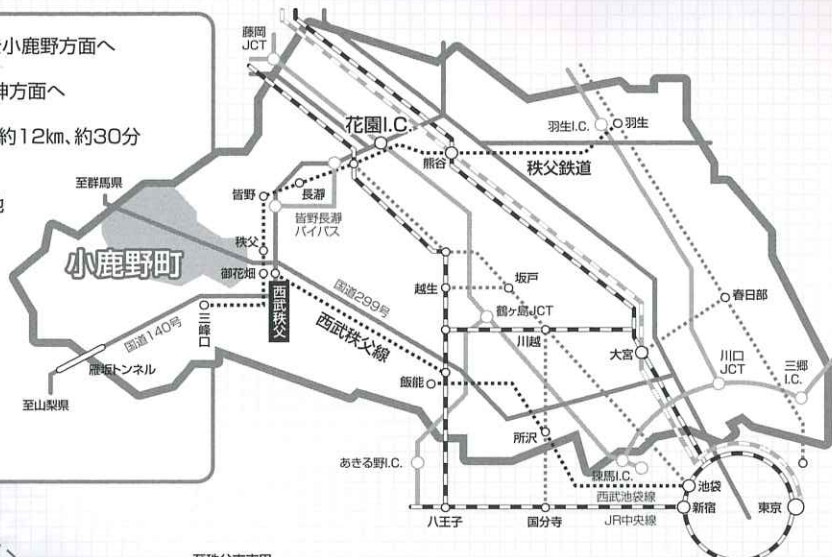 小鹿野方面へ
神方面へ
約12km、約30分
藤岡
JCT
花園I.C.
羽生I.C.
羽生
熊谷
秩父鉄道
至群馬県
皆野
長瀞
皆野長瀞
バイパス
秩父
小鹿野町
御花畑
西武秩父
国道299号
坂戸
越生
春日部
鶴ヶ島JCT
三峰口
国道140号
西武秩父線
川越
大宮
川口
JCT
三郷
I.C.
雁坂トンネル
飯能
至山梨県
所沢
あきる野I.C.
練馬I.C.
池袋
西武池袋線
新宿
東京
八王子
国分寺
JR中央線